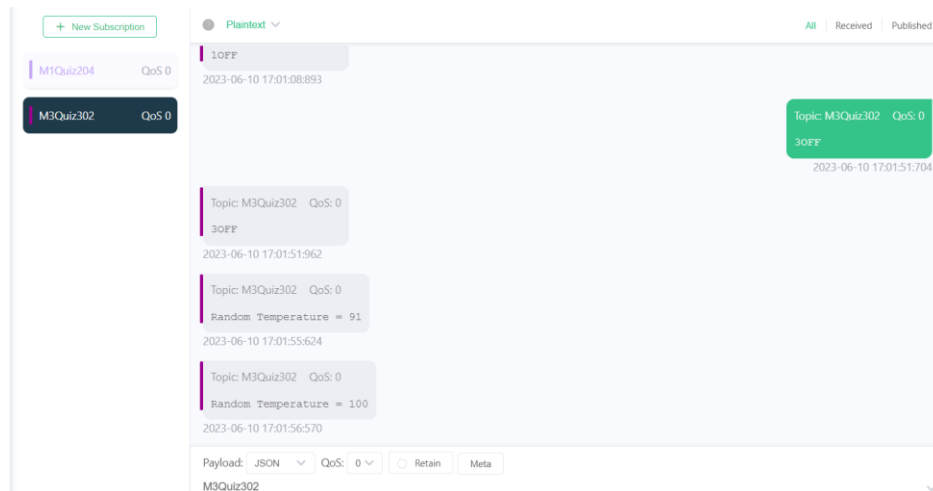 + New Subscription
Plaintext
All Received Published
M1Quiz204 QoS 0
M3Quiz302 QoS 0
1OFF
2023-06-10 17:01:08:893
Topic: M3Quiz302 QoS: 0
3OFF
2023-06-10 17:01:51:704
Topic: M3Quiz302 QoS: 0
3OFF
2023-06-10 17:01:51:962
Topic: M3Quiz302 QoS: 0
Random Temperature = 91
2023-06-10 17:01:55:624
Topic: M3Quiz302 QoS: 0
Random Temperature = 100
2023-06-10 17:01:56:570
Payload: JSON QoS: 0 Retain Meta
M3Quiz302